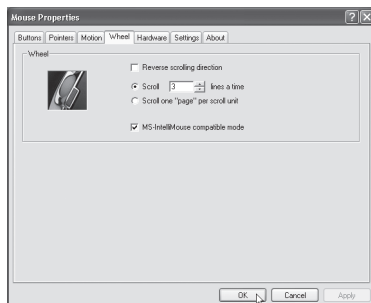 Mouse Properties
Buttons Pointers Motion Wheel Hardware Settings About
Wheel
Reverse scrolling direction
Scroll 3 lines a time
Scroll one "page" per scroll unit
MS-IntelliMouse compatible mode
OK Cancel Apply